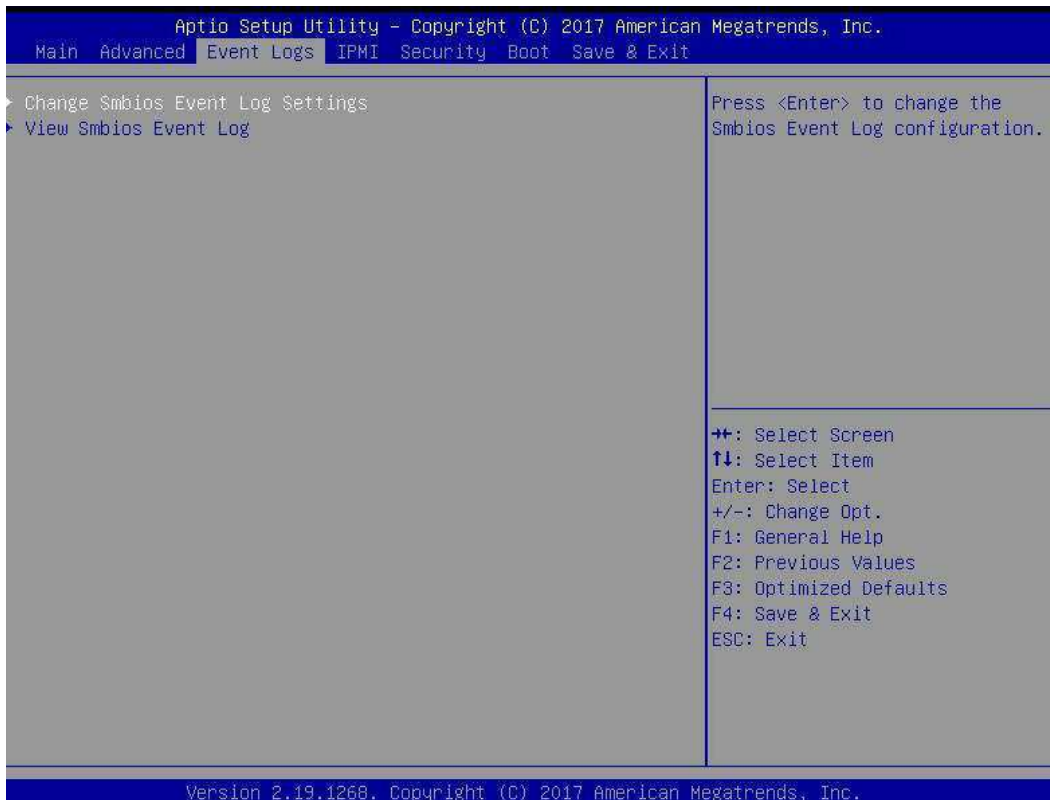 Aptio Setup Utility – Copyright (C) 2017 American Megatrends, Inc.
Main Advanced Event Logs IPMI Security Boot Save & Exit
Change Smbios Event Log Settings
View Smbios Event Log
Press <Enter> to change the
Smbios Event Log configuration.
→←: Select Screen
↑↓: Select Item
Enter: Select
+/-: Change Opt.
F1: General Help
F2: Previous Values
F3: Optimized Defaults
F4: Save & Exit
ESC: Exit
Version 2.19.1268. Copyright (C) 2017 American Megatrends, Inc.